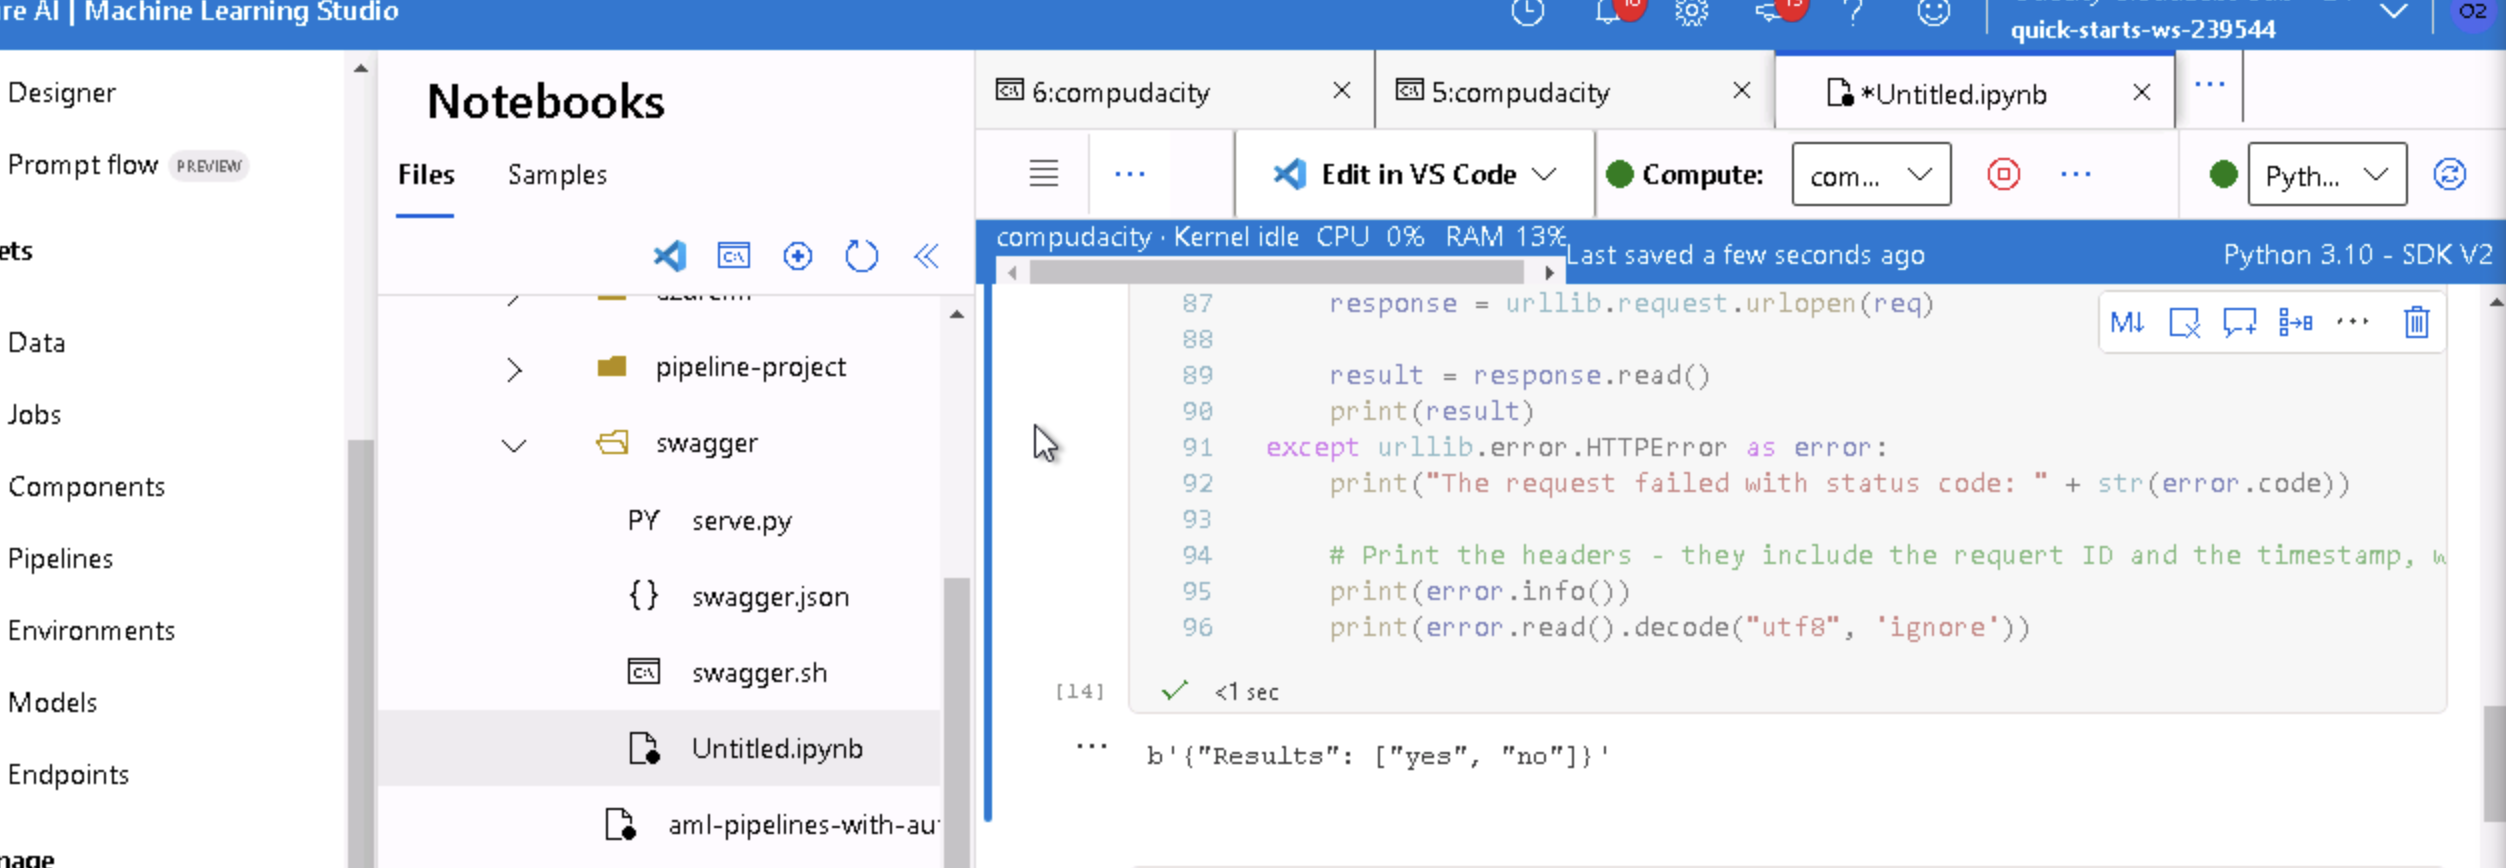 re AI | Machine Learning Studio
quick-starts-ws-239544
O2
Designer
Prompt flow PREVIEW
ets
Data
Jobs
Components
Pipelines
Environments
Models
Endpoints
nage
Notebooks
Files Samples
pipeline-project
swagger
PY serve.py
{} swagger.json
swagger.sh
Untitled.ipynb
aml-pipelines-with-au
6:compudacity
5:compudacity
*Untitled.ipynb
...
... Edit in VS Code Compute: com... ... Pyth...
compudacity · Kernel idle CPU 0% RAM 13%
Last saved a few seconds ago Python 3.10 - SDK V2
87 response = urllib.request.urlopen(req)
88
89 result = response.read()
90 print(result)
91 except urllib.error.HTTPError as error:
92 print("The request failed with status code: " + str(error.code))
93
94 # Print the headers - they include the requert ID and the timestamp, w
95 print(error.info())
96 print(error.read().decode("utf8", 'ignore'))
M↓ ...
[14] <1 sec
... b'{"Results": ["yes", "no"]}'